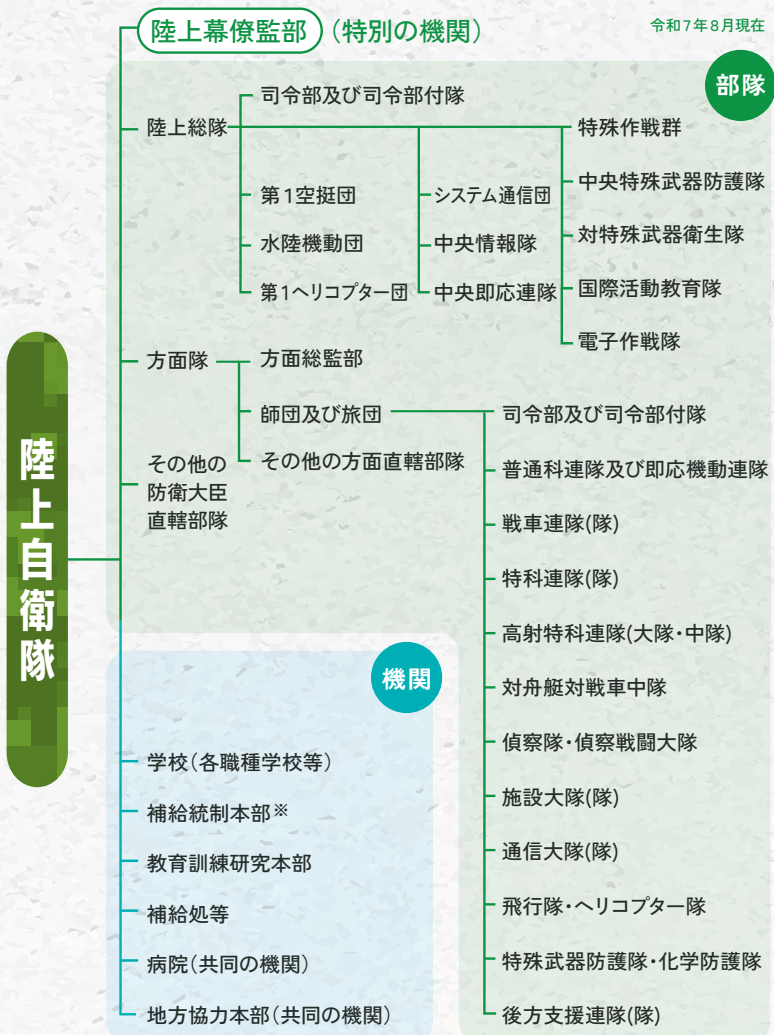 陸上幕僚監部(特別の機関)
令和7年8月現在
部隊
陸上自衛隊
陸上総隊
司令部及び司令部付隊
第1空挺団
水陸機動団
第1ヘリコプター団
システム通信団
中央情報隊
中央即応連隊
特殊作戦群
中央特殊武器防護隊
対特殊武器衛生隊
国際活動教育隊
電子作戦隊
方面隊
方面総監部
師団及び旅団
その他の方面直轄部隊
司令部及び司令部付隊
普通科連隊及び即応機動連隊
戦車連隊(隊)
特科連隊(隊)
高射特科連隊(大隊・中隊)
対舟艇対戦車中隊
偵察隊・偵察戦闘大隊
施設大隊(隊)
通信大隊(隊)
飛行隊・ヘリコプター隊
特殊武器防護隊・化学防護隊
後方支援連隊(隊)
その他の
防衛大臣
直轄部隊
機関
学校(各職種学校等)
補給統制本部※
教育訓練研究本部
補給処等
病院(共同の機関)
地方協力本部(共同の機関)